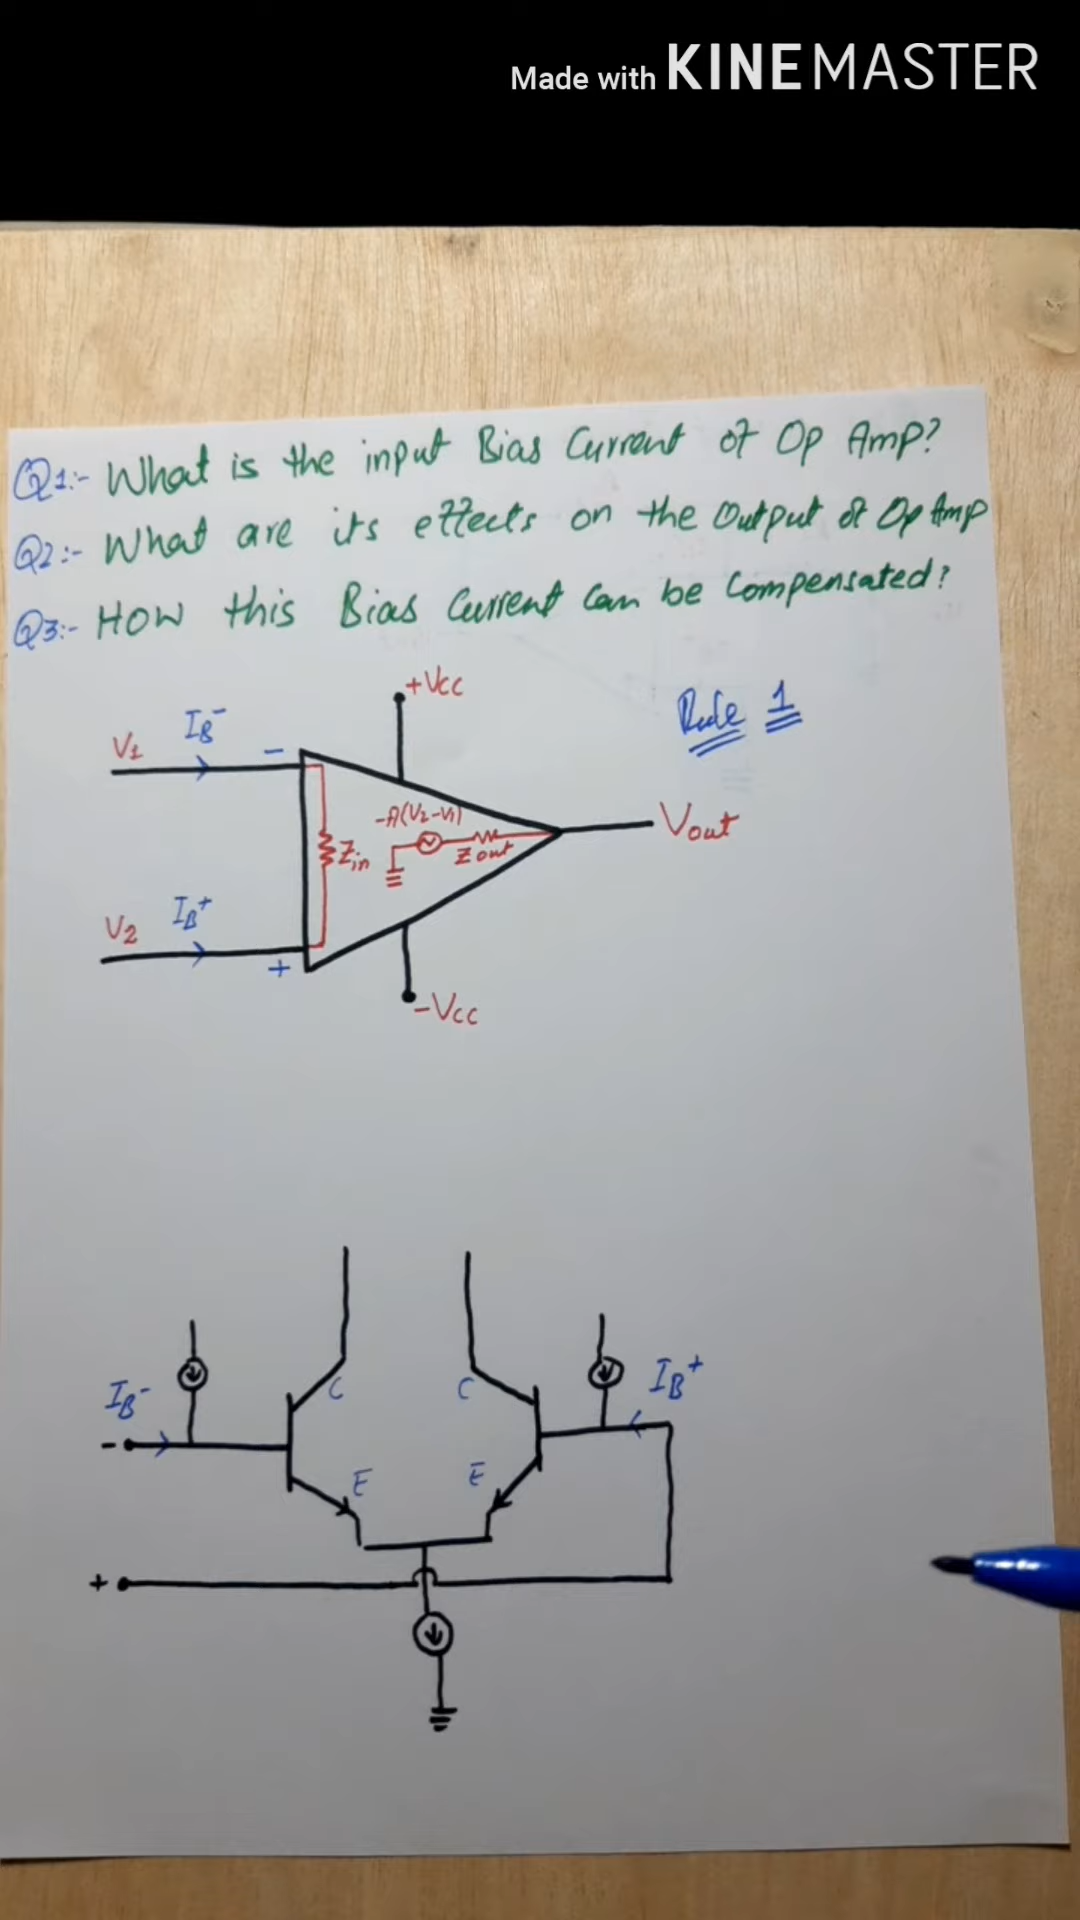 Made with KINEMASTER
Q1:- What is the input Bias Current of Op Amp?
Q2:- What are its effects on the Output of Op Amp
Q3:- HOW this Bias Current Can be Compensated?
+Vcc
Rule 1
IB-
V1
-
-A(V2-V1)
Vout
Zin
Zout
IB+
V2
+
-Vcc
IB-
C
C
IB+
-
E
E
+